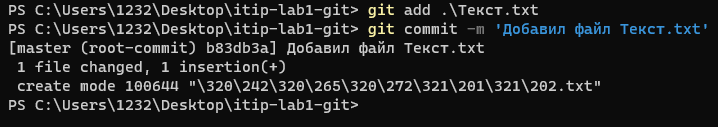 PS C:\Users\1232\Desktop\itip-lab1-git> git add .\Текст.txt
PS C:\Users\1232\Desktop\itip-lab1-git> git commit -m 'Добавил файл Текст.txt'
[master (root-commit) b83db3a] Добавил файл Текст.txt
 1 file changed, 1 insertion(+)
 create mode 100644 "\320\242\320\265\320\272\321\201\321\202.txt"
PS C:\Users\1232\Desktop\itip-lab1-git>